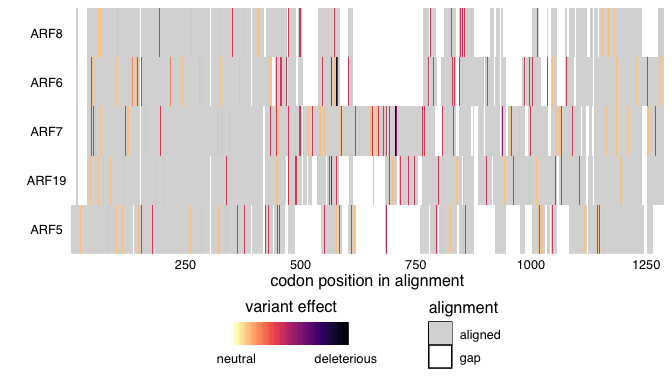 ARF8
ARF6
ARF7
ARF19
ARF5
250 500 750 1000 1250
codon position in alignment
variant effect
neutral deleterious
alignment
aligned
gap